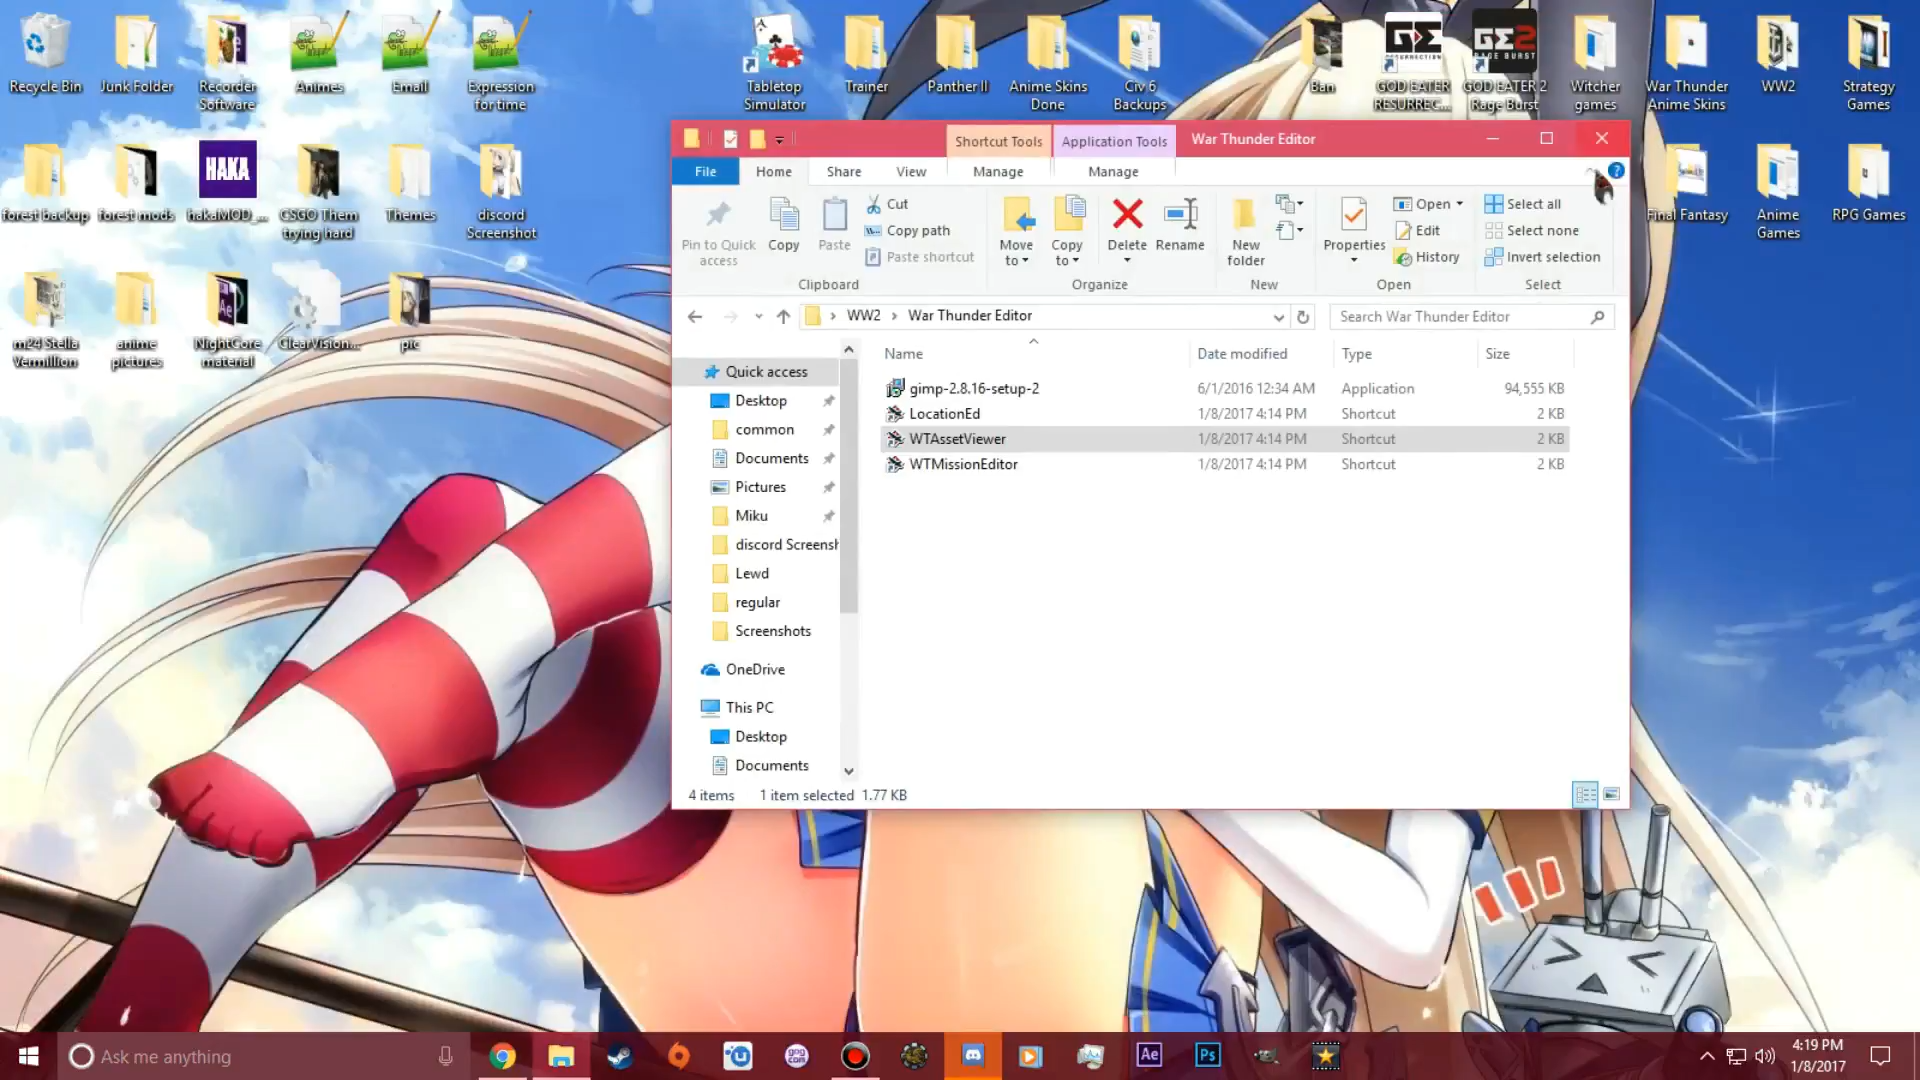 Recycle Bin
Junk Folder
Recorder
Software
Animes
Email
Expression
for time
Tabletop
Simulator
Trainer
Panther II
Anime Skins
Done
Civ 6
Backups
Ban
GOD EATER
RESURREC...
GOD EATER 2
Rage Burst
Witcher
games
War Thunder
Anime Skins
WW2
Strategy
Games
forest backup
forest mods
HAKA
hakaMOD_...
CSGO Them
trying hard
Themes
discord
Screenshot
Final Fantasy
Anime
Games
RPG Games
m24 Stella
Vermillion
anime
pictures
NightCore
material
ClearVision...
pic
Shortcut Tools
Application Tools
War Thunder Editor
File
Home
Share
View
Manage
Manage
Pin to Quick
access
Copy
Paste
Cut
Copy path
Paste shortcut
Clipboard
Move
to
Copy
to
Delete
Rename
Organize
New
folder
New
Properties
Open
Edit
History
Open
Select all
Select none
Invert selection
Select
WW2
War Thunder Editor
Search War Thunder Editor
Name
Date modified
Type
Size
gimp-2.8.16-setup-2
6/1/2016 12:34 AM
Application
94,555 KB
LocationEd
1/8/2017 4:14 PM
Shortcut
2 KB
WTAssetViewer
1/8/2017 4:14 PM
Shortcut
2 KB
WTMissionEditor
1/8/2017 4:14 PM
Shortcut
2 KB
Quick access
Desktop
common
Documents
Pictures
Miku
discord Screensh
Lewd
regular
Screenshots
OneDrive
This PC
Desktop
Documents
4 items
1 item selected 1.77 KB
Ask me anything
gog
com
Ae
Ps
4:19 PM
1/8/2017